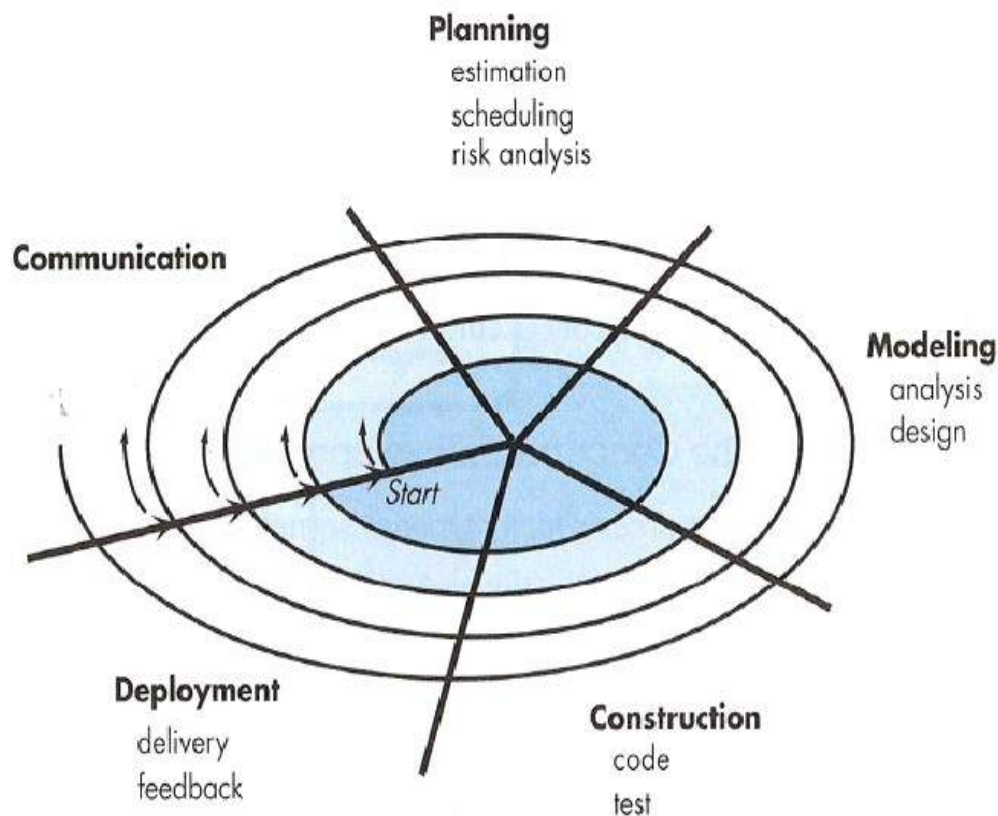 Planning
estimation
scheduling
risk analysis
Communication
Modeling
analysis
design
Start
Deployment
delivery
feedback
Construction
code
test